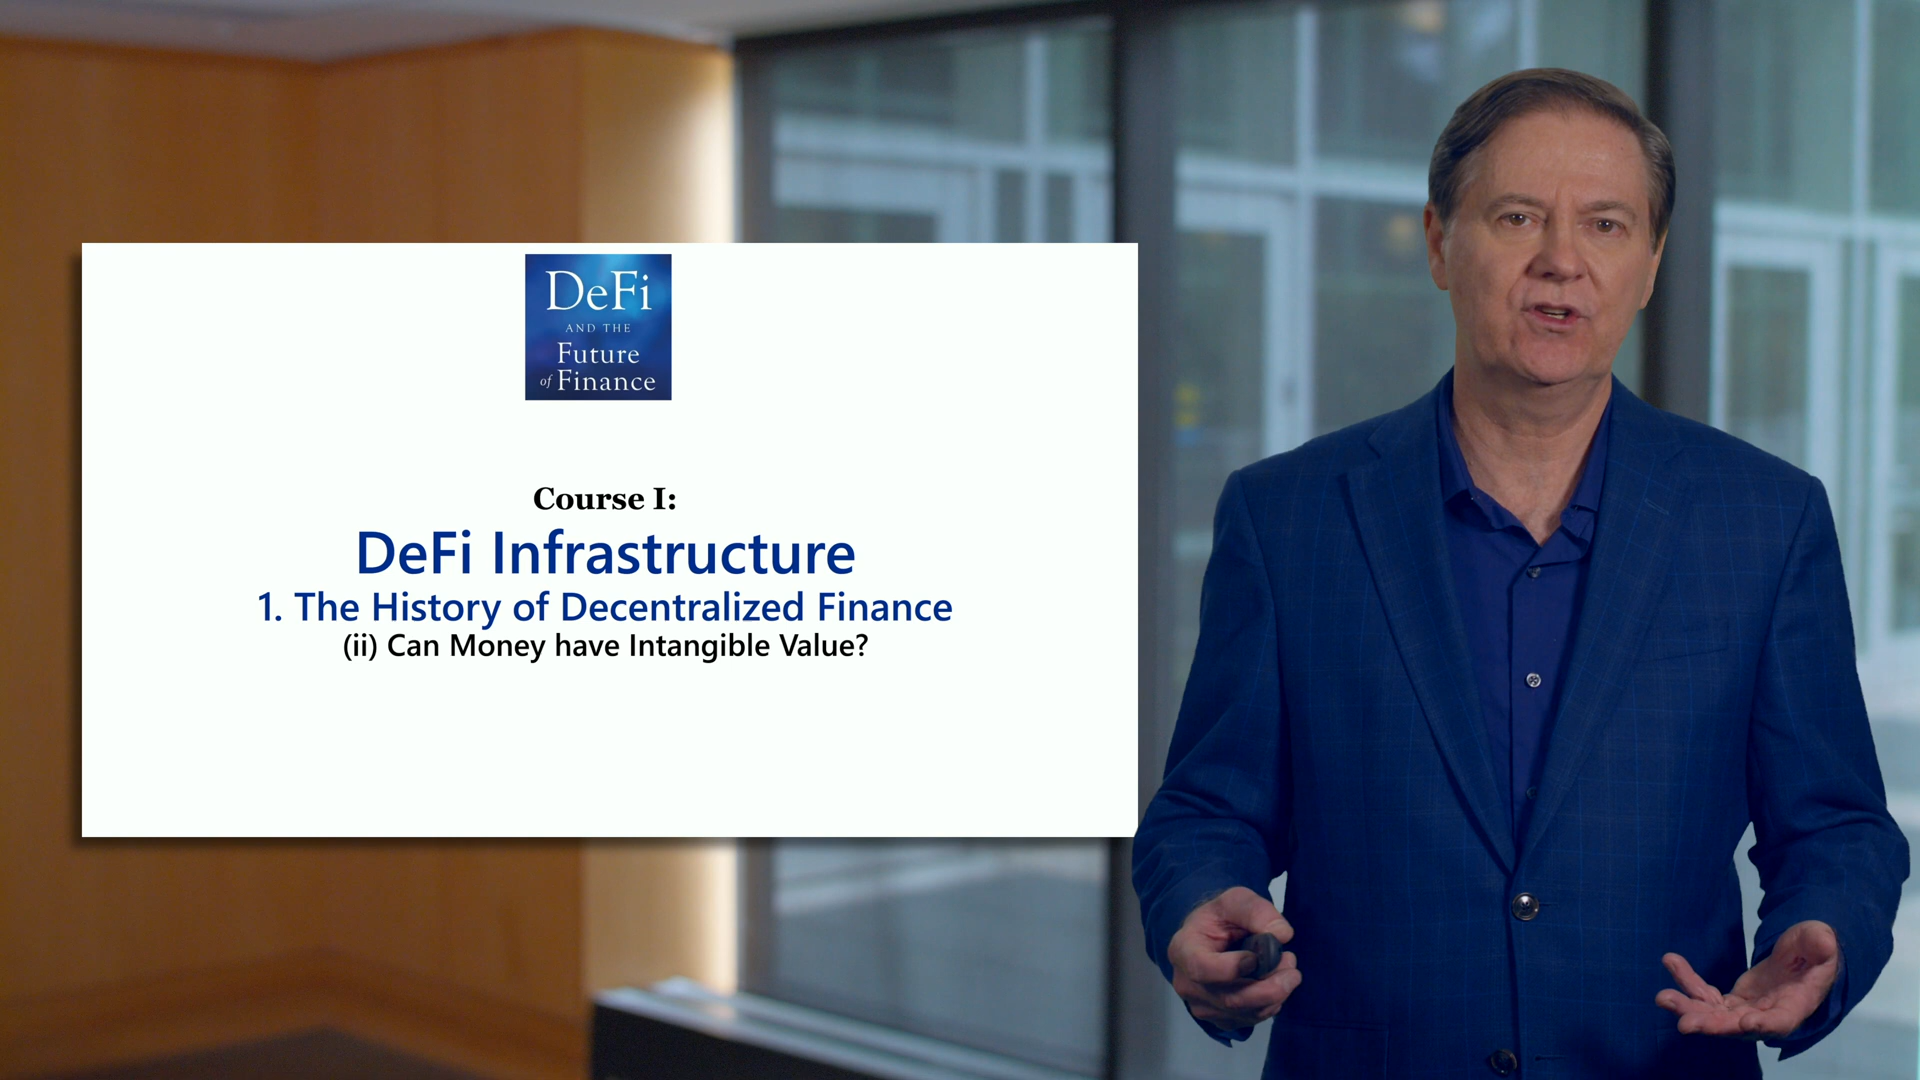 DeFi
AND THE
Future
of Finance
Course I:
DeFi Infrastructure
1. The History of Decentralized Finance
(ii) Can Money have Intangible Value?